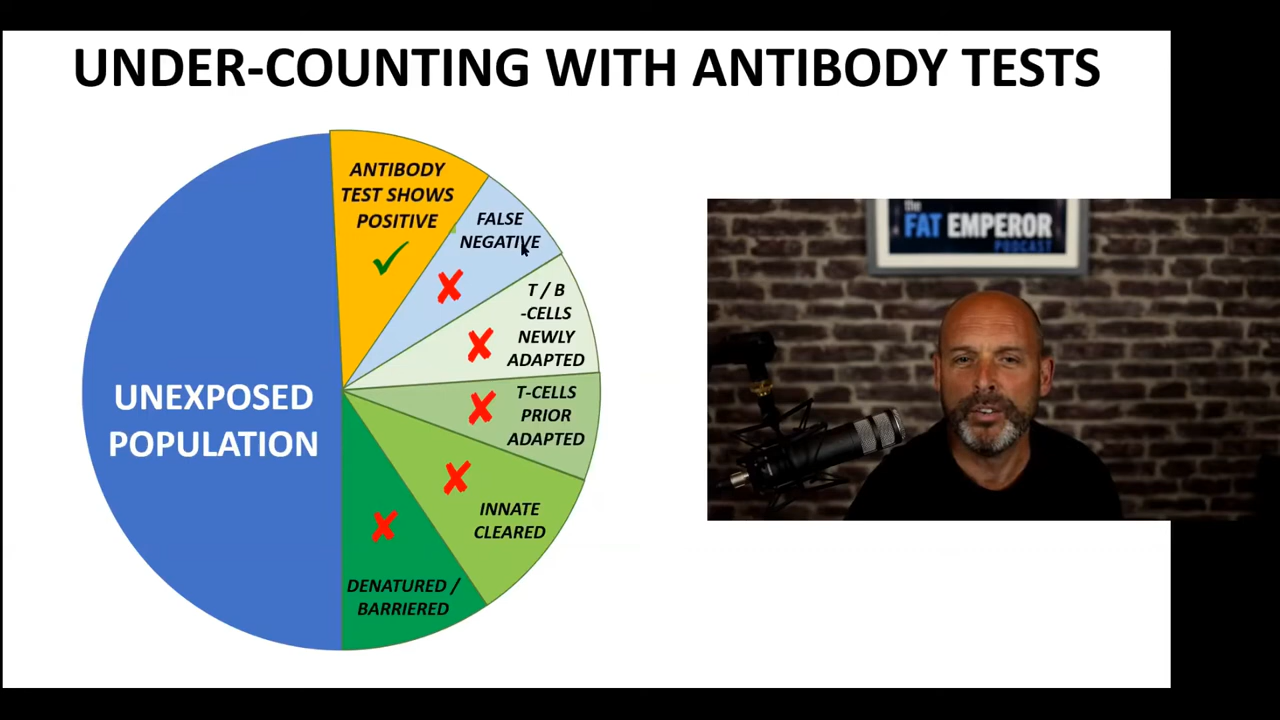 UNDER-COUNTING WITH ANTIBODY TESTS
ANTIBODY
TEST SHOWS
POSITIVE
FALSE
NEGATIVE
T / B
-CELLS
NEWLY
ADAPTED
T-CELLS
PRIOR
ADAPTED
INNATE
CLEARED
DENATURED /
BARRIERED
UNEXPOSED
POPULATION
the
FAT EMPEROR
PODCAST